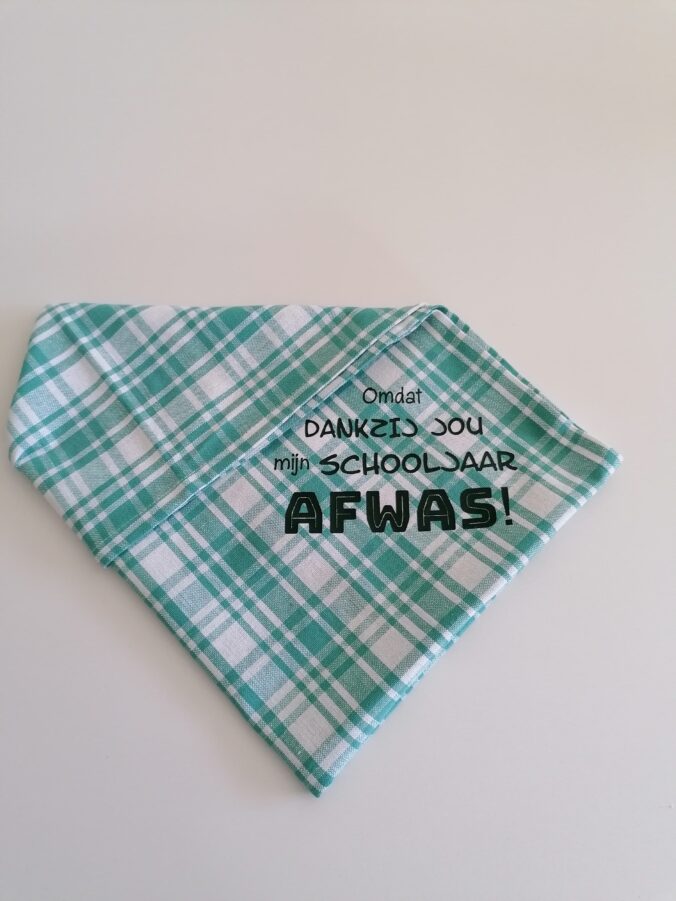 Omdat
DANKZIJ JOU
mijn SCHOOLJAAR
AFWAS!